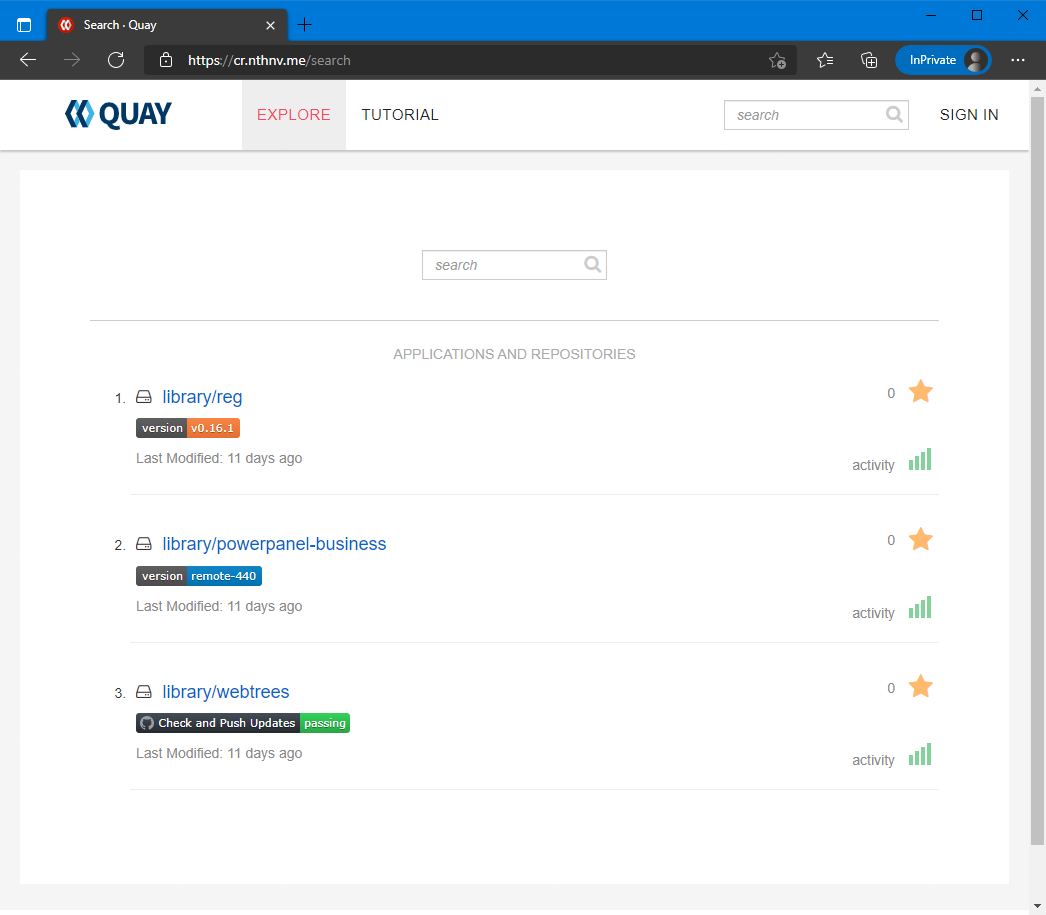 Search · Quay
https://cr.nthnv.me/search
InPrivate
QUAY
EXPLORE
TUTORIAL
search
SIGN IN
search
APPLICATIONS AND REPOSITORIES
1. library/reg
0
version v0.16.1
Last Modified: 11 days ago
activity
2. library/powerpanel-business
0
version remote-440
Last Modified: 11 days ago
activity
3. library/webtrees
0
Check and Push Updates passing
Last Modified: 11 days ago
activity